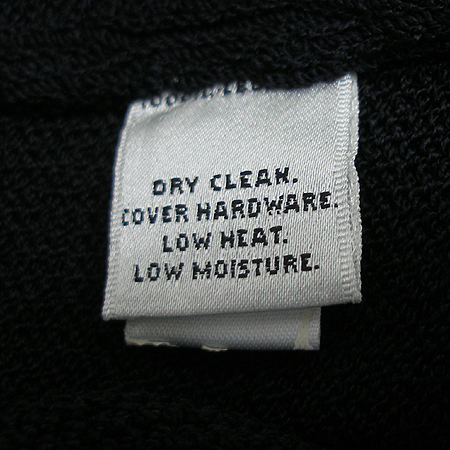 DRY CLEAN.
COVER HARDWARE.
LOW HEAT.
LOW MOISTURE.